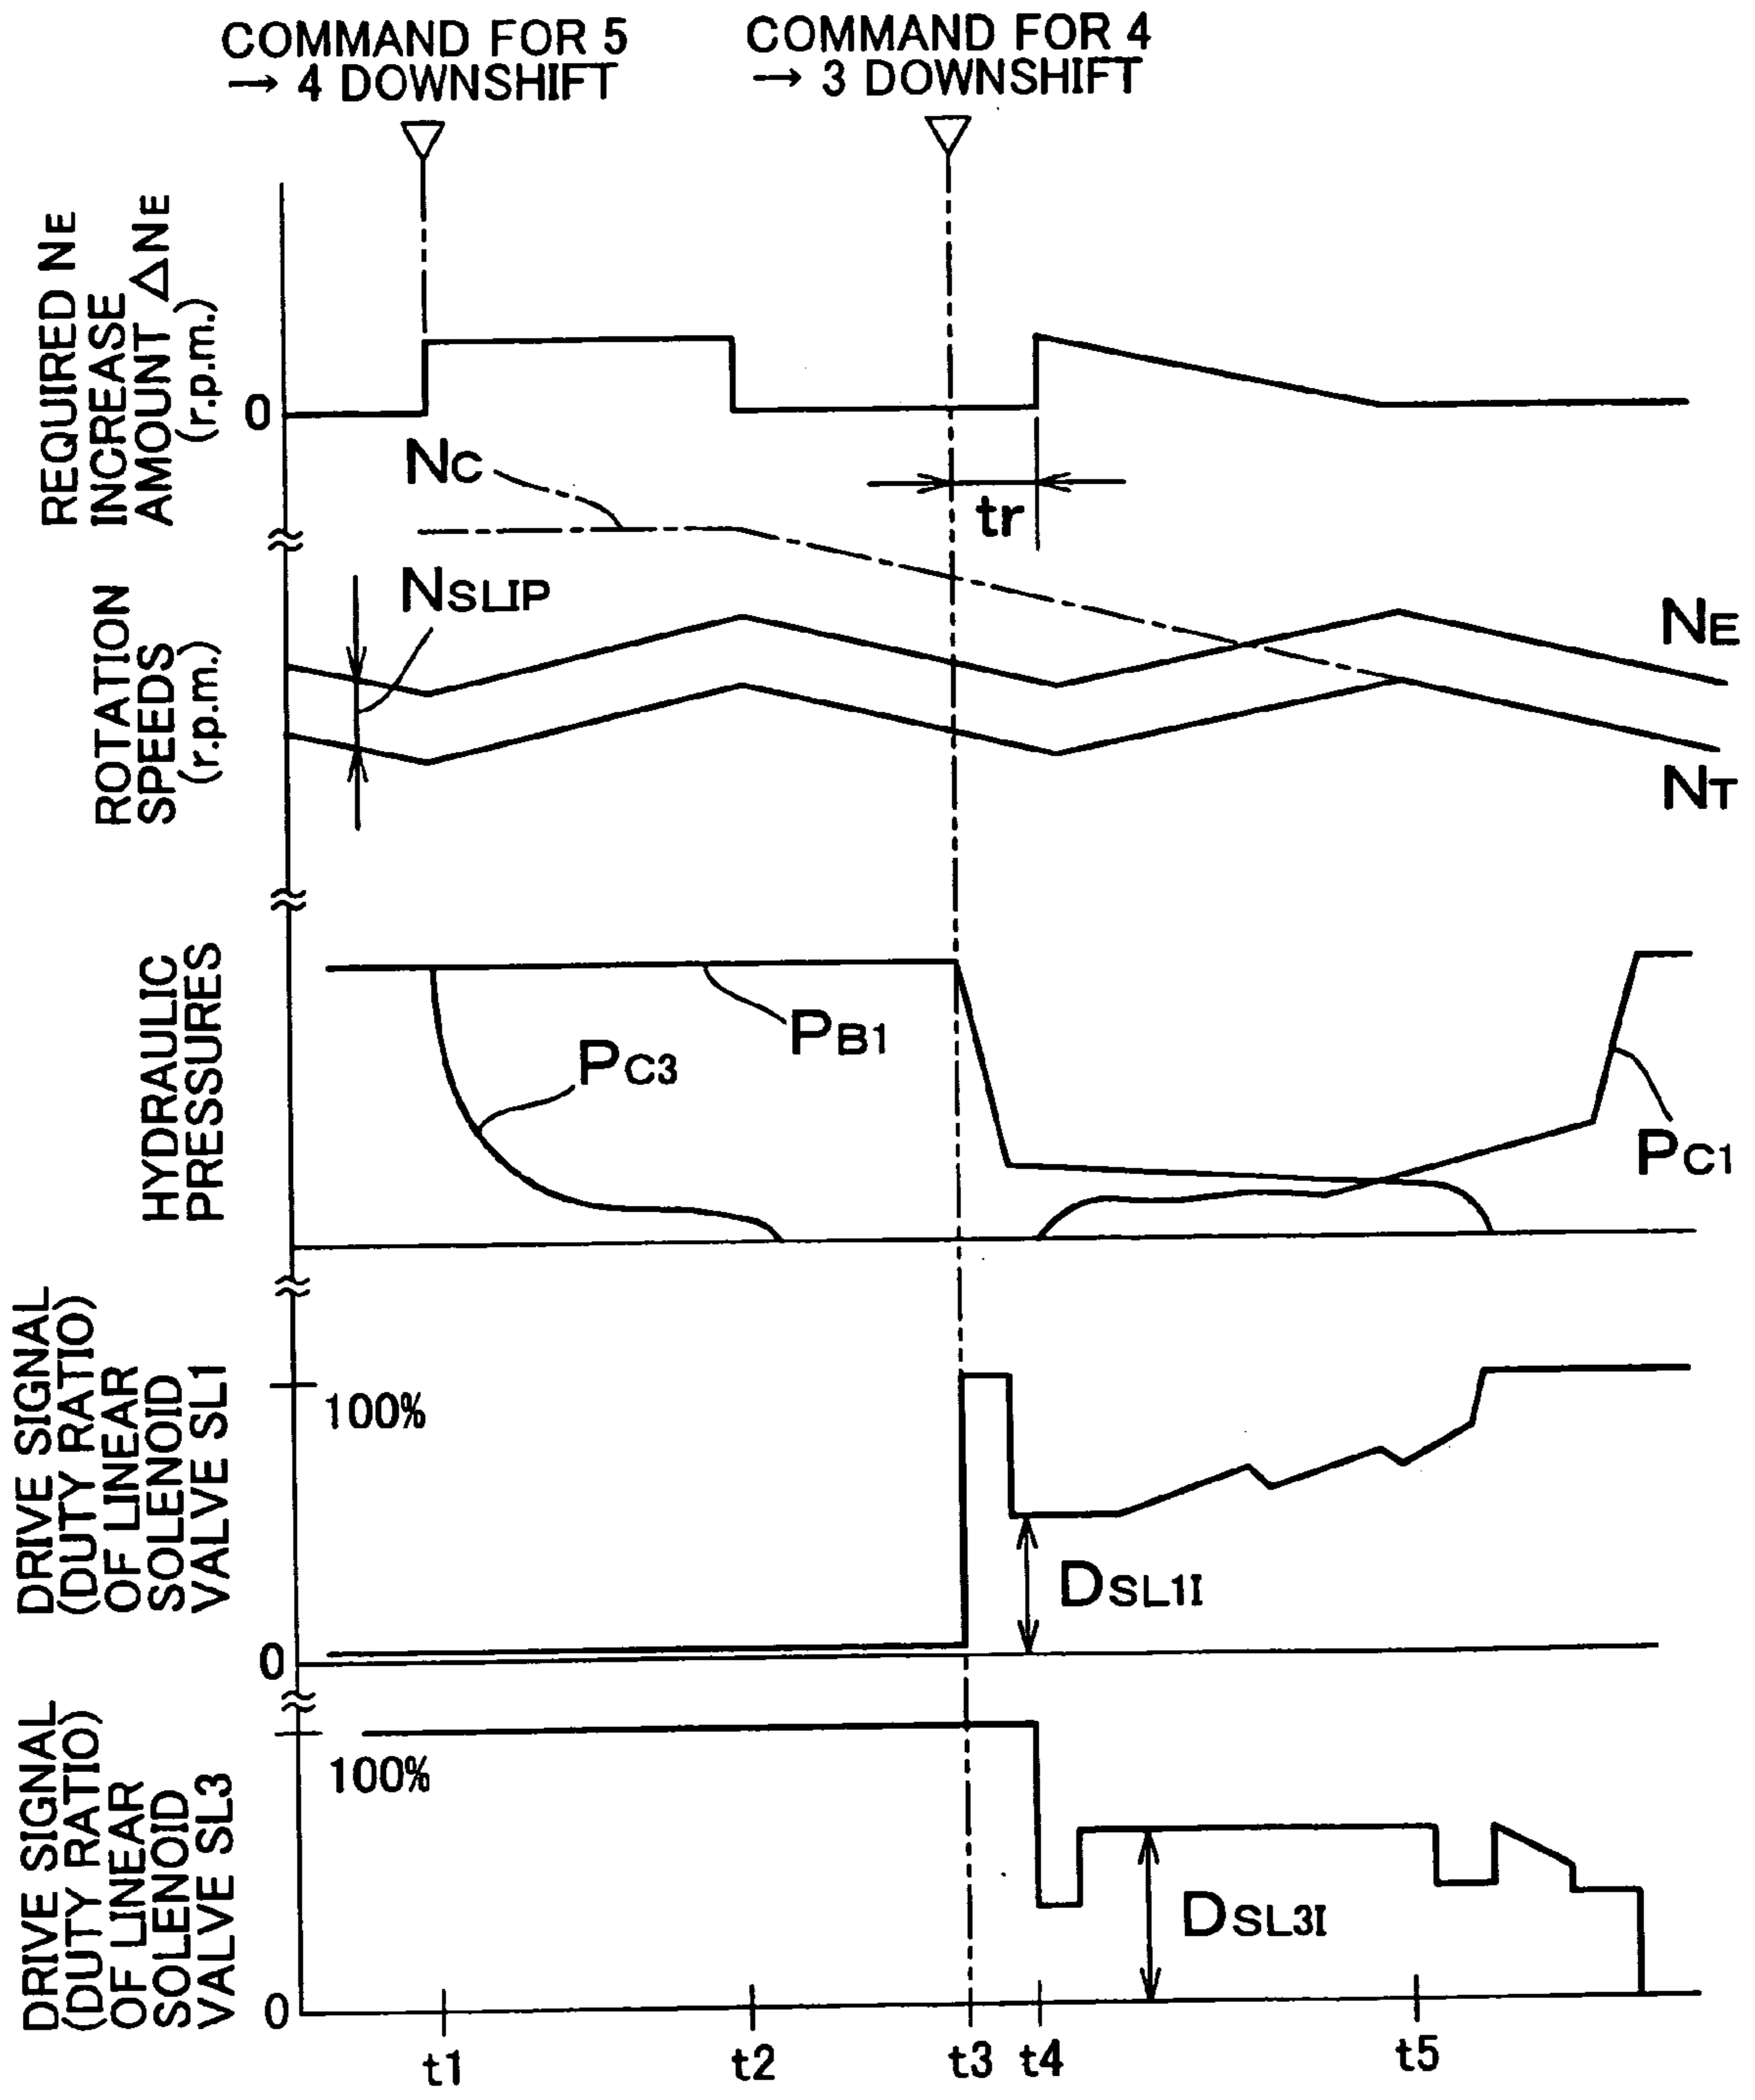 COMMAND FOR 5
→ 4 DOWNSHIFT
COMMAND FOR 4
→ 3 DOWNSHIFT
REQUIRED NE
INCREASE
AMOUNT △NE
(r.p.m.)
0
NC
tr
ROTATION
SPEEDS
(r.p.m.)
NSLIP
NE
NT
HYDRAULIC
PRESSURES
PC3
PB1
PC1
DRIVE SIGNAL
(DUTY RATIO)
OF LINEAR
SOLENOID
VALVE SL1
100%
DSL1I
0
DRIVE SIGNAL
(DUTY RATIO)
OF LINEAR
SOLENOID
VALVE SL3
100%
DSL3I
0
t1
t2
t3
t4
t5